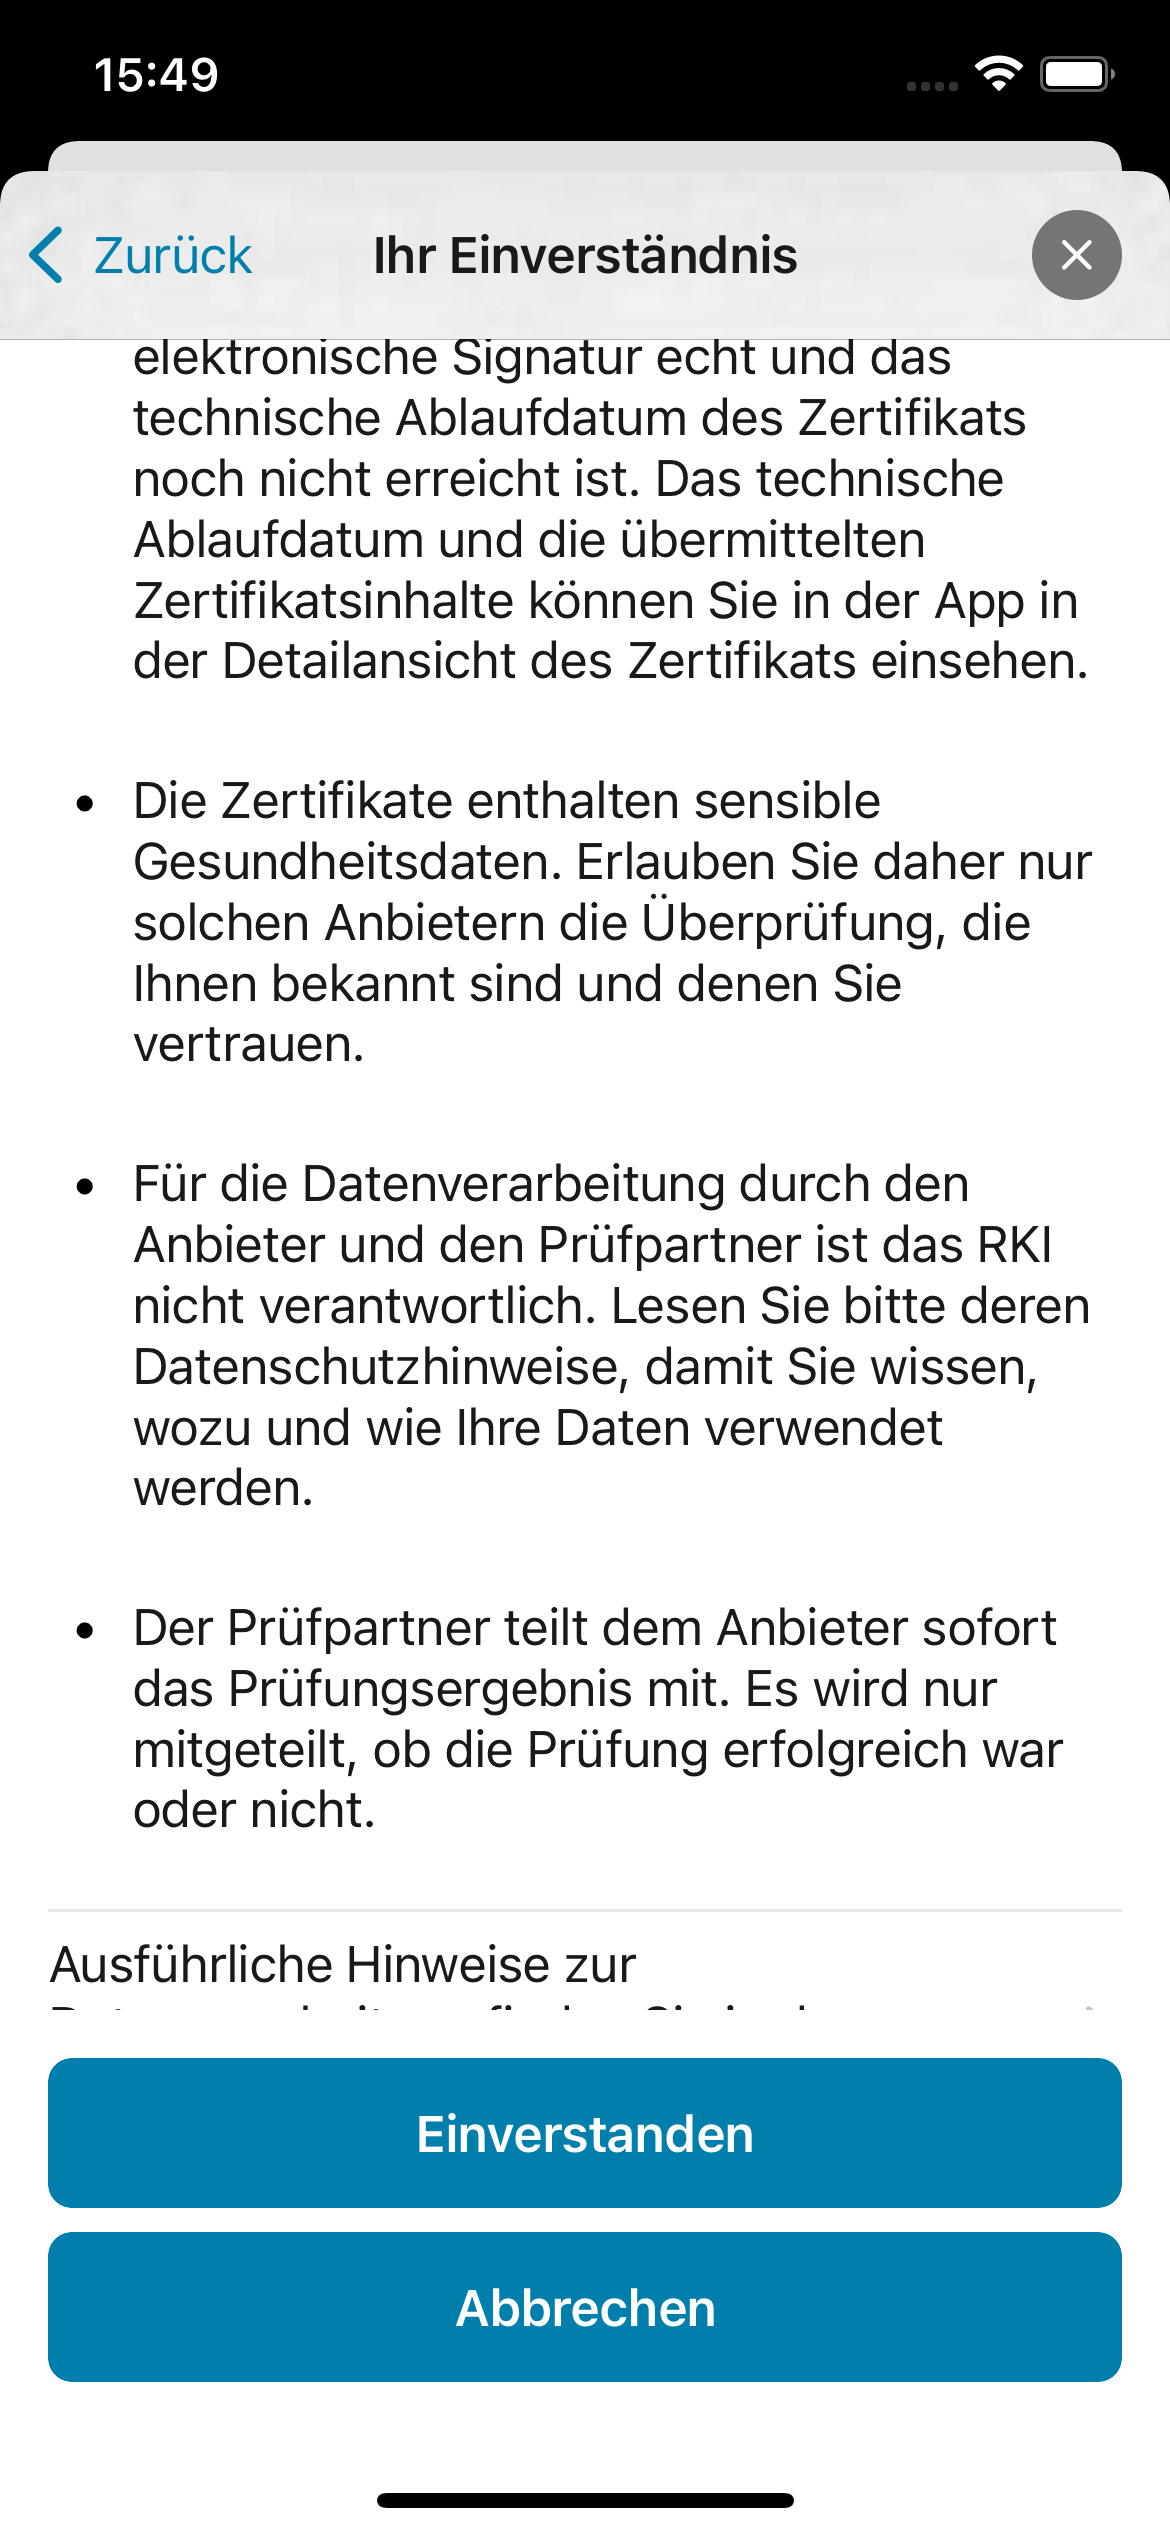 15:49
Zurück
Ihr Einverständnis
elektronische Signatur echt und das
technische Ablaufdatum des Zertifikats
noch nicht erreicht ist. Das technische
Ablaufdatum und die übermittelten
Zertifikatsinhalte können Sie in der App in
der Detailansicht des Zertifikats einsehen.
• Die Zertifikate enthalten sensible
Gesundheitsdaten. Erlauben Sie daher nur
solchen Anbietern die Überprüfung, die
Ihnen bekannt sind und denen Sie
vertrauen.
• Für die Datenverarbeitung durch den
Anbieter und den Prüfpartner ist das RKI
nicht verantwortlich. Lesen Sie bitte deren
Datenschutzhinweise, damit Sie wissen,
wozu und wie Ihre Daten verwendet
werden.
• Der Prüfpartner teilt dem Anbieter sofort
das Prüfungsergebnis mit. Es wird nur
mitgeteilt, ob die Prüfung erfolgreich war
oder nicht.
Ausführliche Hinweise zur
Einverstanden
Abbrechen